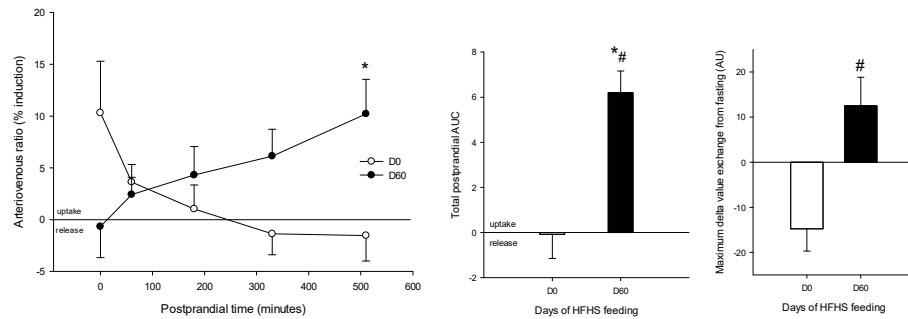 Arteriovenous ratio (% induction)
20
15
10
5
0
-5
uptake
release
*
D0
D60
0 100 200 300 400 500 600
Postprandial time (minutes)
Total postprandial AUC
8
6
4
2
0
-2
uptake
release
*#
D0 D60
Days of HFHS feeding
Maximum delta value exchange from fasting (AU)
20
10
0
-10
-20
#
D0 D60
Days of HFHS feeding